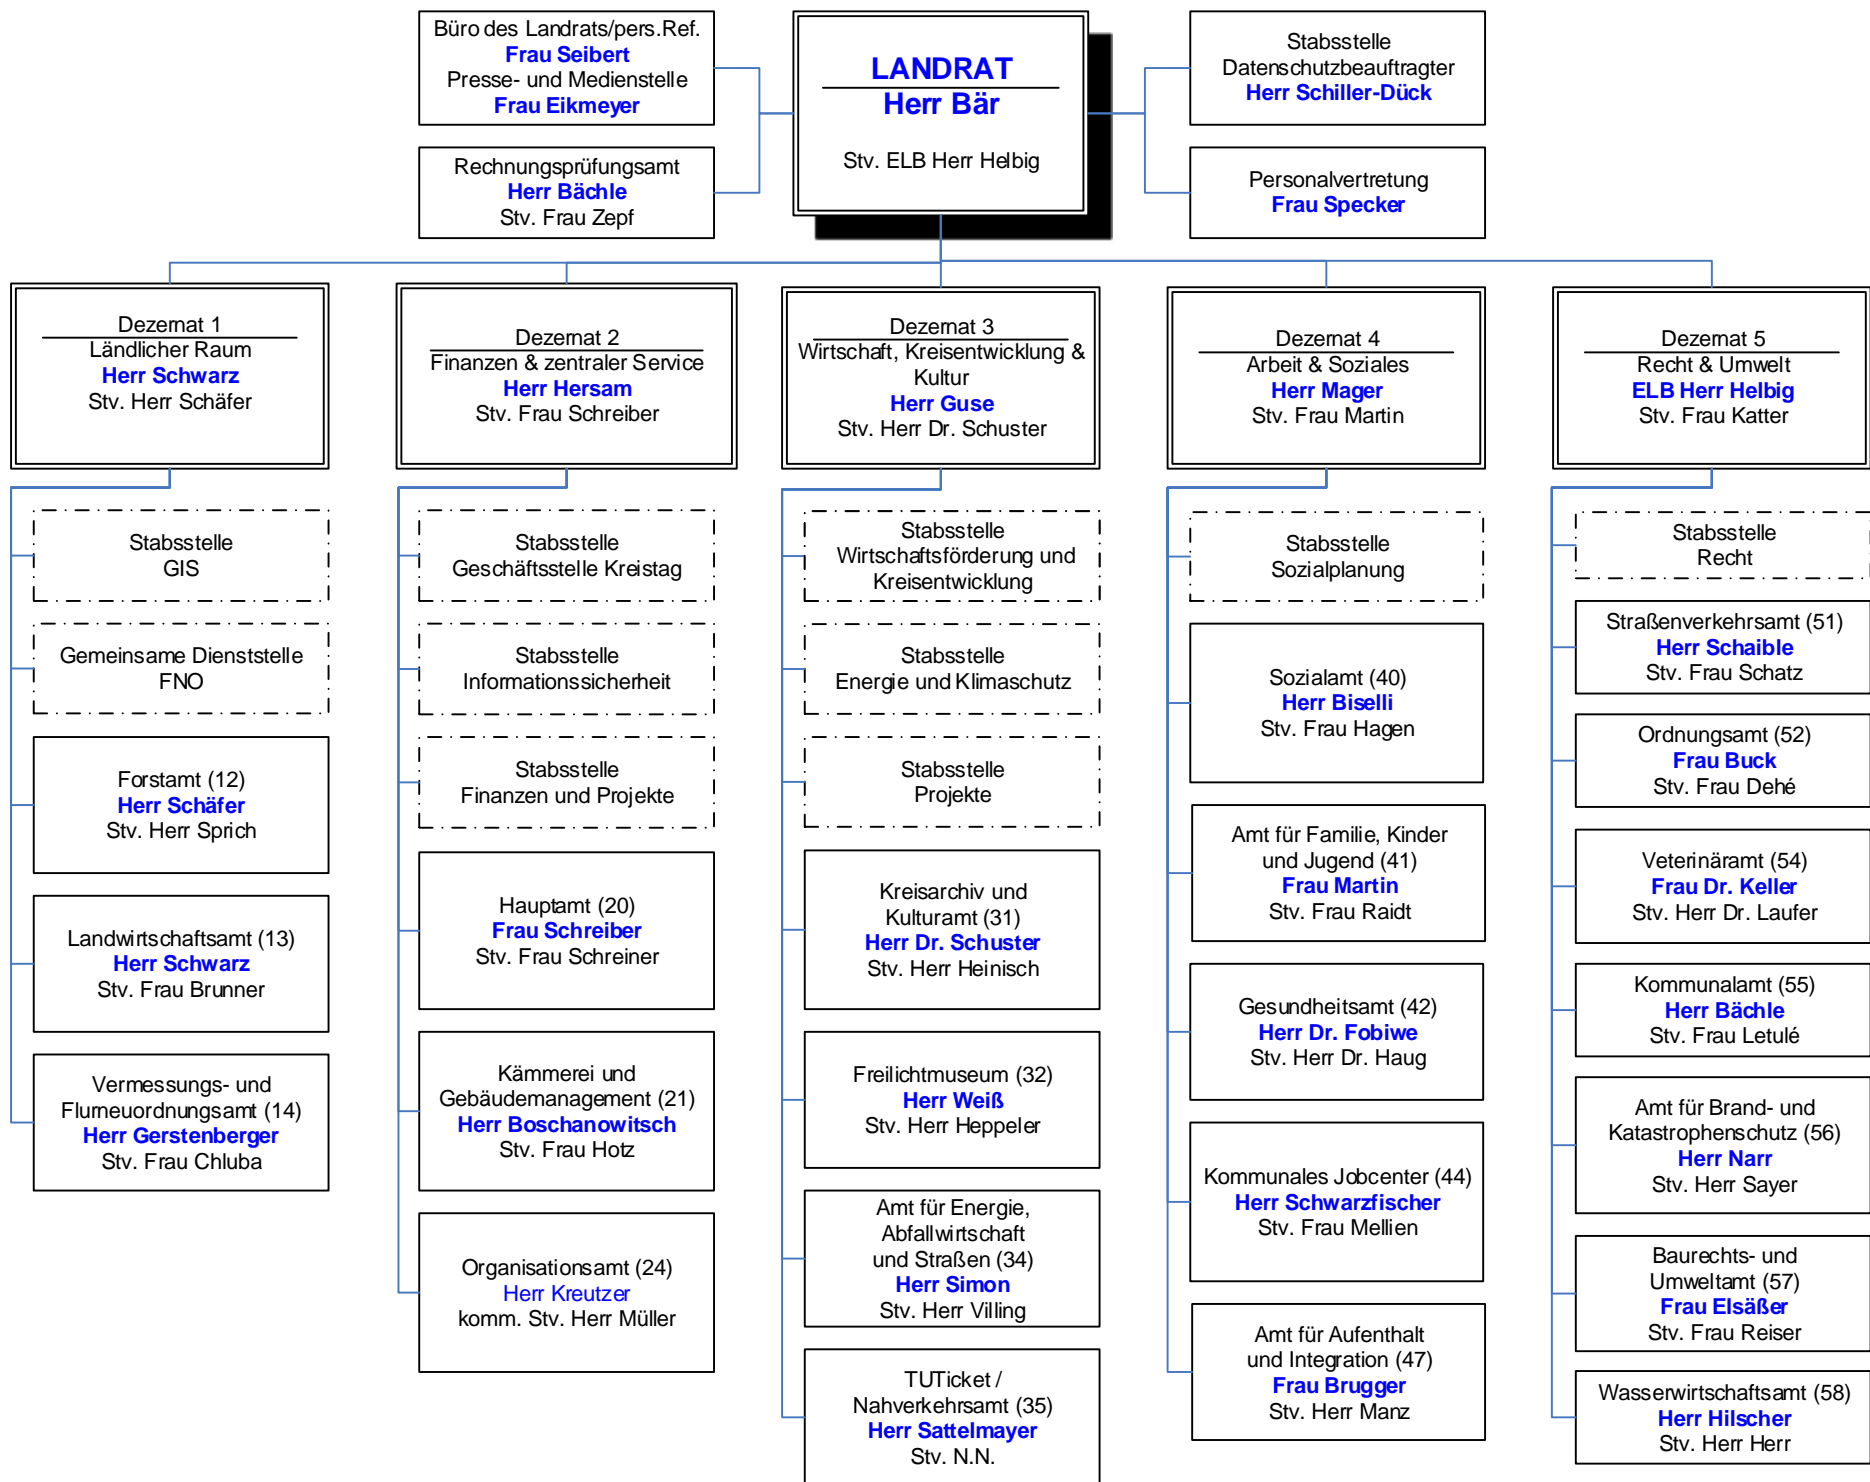 Büro des Landrats/pers.Ref.
Frau Seibert
Presse- und Medienstelle
Frau Eikmeyer
Rechnungsprüfungsamt
Herr Bächle
Stv. Frau Zepf
LANDRAT
Herr Bär
Stv. ELB Herr Helbig
Stabsstelle
Datenschutzbeauftragter
Herr Schiller-Dück
Personalvertretung
Frau Specker
Dezernat 1
Ländlicher Raum
Herr Schwarz
Stv. Herr Schäfer
Stabsstelle
GIS
Gemeinsame Dienststelle
FNO
Forstamt (12)
Herr Schäfer
Stv. Herr Sprich
Landwirtschaftsamt (13)
Herr Schwarz
Stv. Frau Brunner
Vermessungs- und
Flurneuordnungsamt (14)
Herr Gerstenberger
Stv. Frau Chluba
Dezernat 2
Finanzen & zentraler Service
Herr Hersam
Stv. Frau Schreiber
Stabsstelle
Geschäftsstelle Kreistag
Stabsstelle
Informationssicherheit
Stabsstelle
Finanzen und Projekte
Hauptamt (20)
Frau Schreiber
Stv. Frau Schreiner
Kämmerei und
Gebäudemanagement (21)
Herr Boschanowitsch
Stv. Frau Hotz
Organisationsamt (24)
Herr Kreutzer
komm. Stv. Herr Müller
Dezernat 3
Wirtschaft, Kreisentwicklung &
Kultur
Herr Guse
Stv. Herr Dr. Schuster
Stabsstelle
Wirtschaftsförderung und
Kreisentwicklung
Stabsstelle
Energie und Klimaschutz
Stabsstelle
Projekte
Kreisarchiv und
Kulturamt (31)
Herr Dr. Schuster
Stv. Herr Heinisch
Freilichtmuseum (32)
Herr Weiß
Stv. Herr Heppeler
Amt für Energie,
Abfallwirtschaft
und Straßen (34)
Herr Simon
Stv. Herr Villing
TUTicket /
Nahverkehrsamt (35)
Herr Sattelmayer
Stv. N.N.
Dezernat 4
Arbeit & Soziales
Herr Mager
Stv. Frau Martin
Stabsstelle
Sozialplanung
Sozialamt (40)
Herr Biselli
Stv. Frau Hagen
Amt für Familie, Kinder
und Jugend (41)
Frau Martin
Stv. Frau Raidt
Gesundheitsamt (42)
Herr Dr. Fobiwe
Stv. Herr Dr. Haug
Kommunales Jobcenter (44)
Herr Schwarzfischer
Stv. Frau Mellien
Amt für Aufenthalt
und Integration (47)
Frau Brugger
Stv. Herr Manz
Dezernat 5
Recht & Umwelt
ELB Herr Helbig
Stv. Frau Katter
Stabsstelle
Recht
Straßenverkehrsamt (51)
Herr Schaible
Stv. Frau Schatz
Ordnungsamt (52)
Frau Buck
Stv. Frau Dehé
Veterinäramt (54)
Frau Dr. Keller
Stv. Herr Dr. Laufer
Kommunalamt (55)
Herr Bächle
Stv. Frau Letulé
Amt für Brand- und
Katastrophenschutz (56)
Herr Narr
Stv. Herr Sayer
Baurechts- und
Umweltamt (57)
Frau Elsäßer
Stv. Frau Reiser
Wasserwirtschaftsamt (58)
Herr Hilscher
Stv. Herr Herr